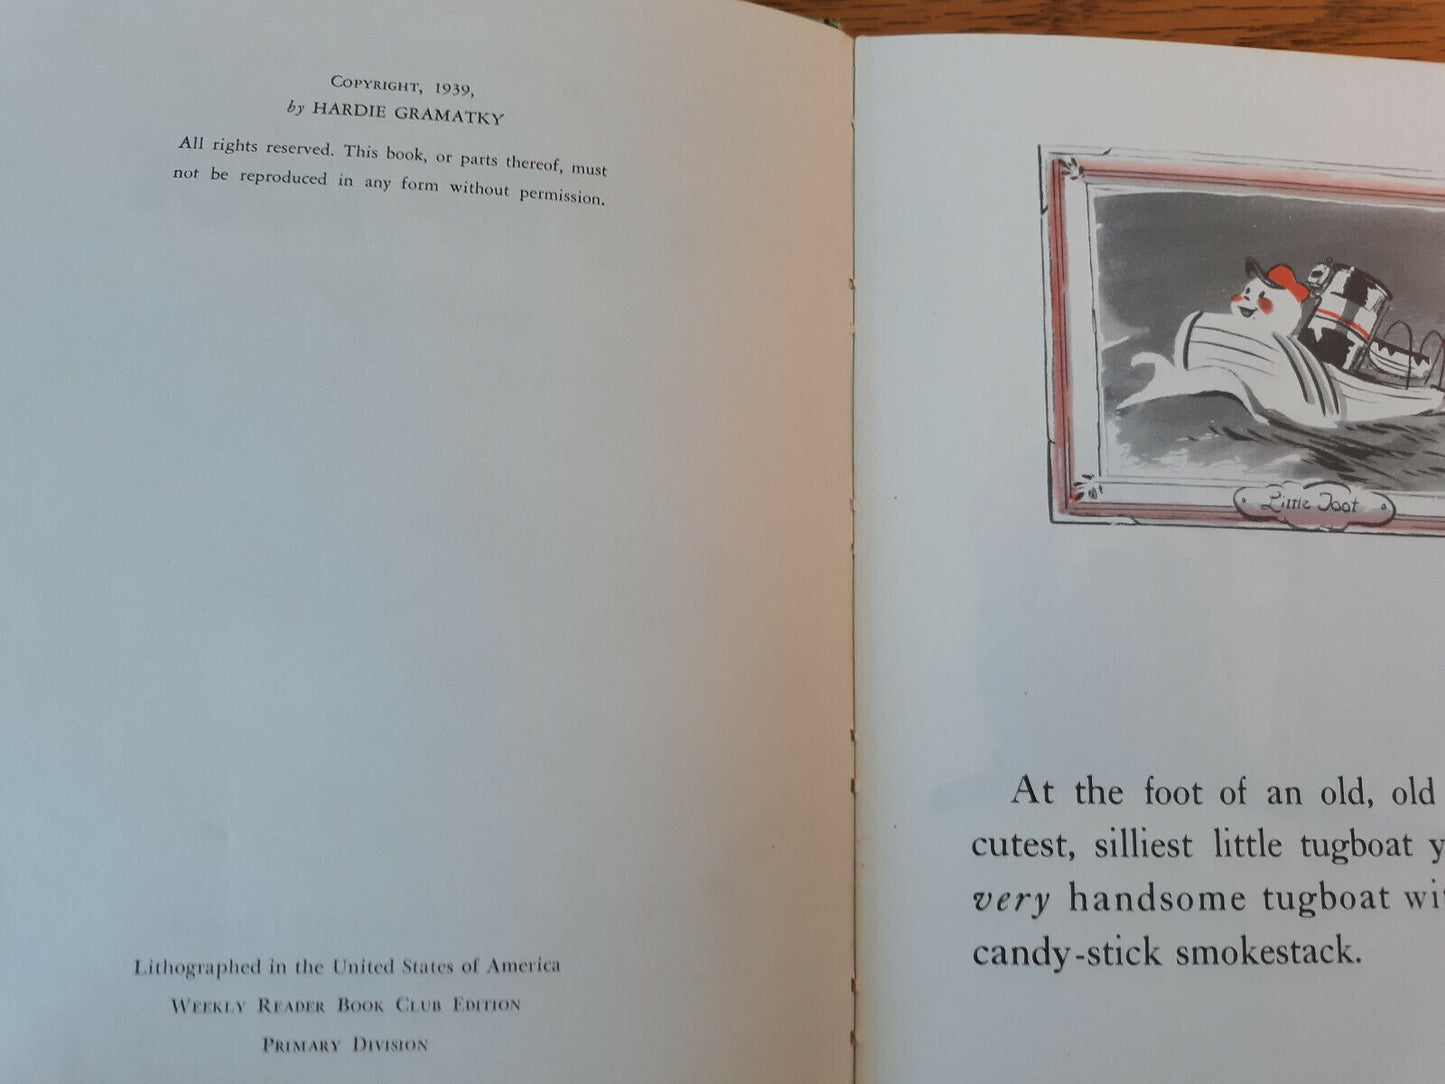 COPYRIGHT, 1939,
by HARDIE GRAMATKY
All rights reserved. This book, or parts thereof, must
not be reproduced in any form without permission.
Lithographed in the United States of America
WEEKLY READER BOOK CLUB EDITION
PRIMARY DIVISION
Little Toot
At the foot of an old, old
cutest, silliest little tugboat y
very handsome tugboat wit
candy-stick smokestack.